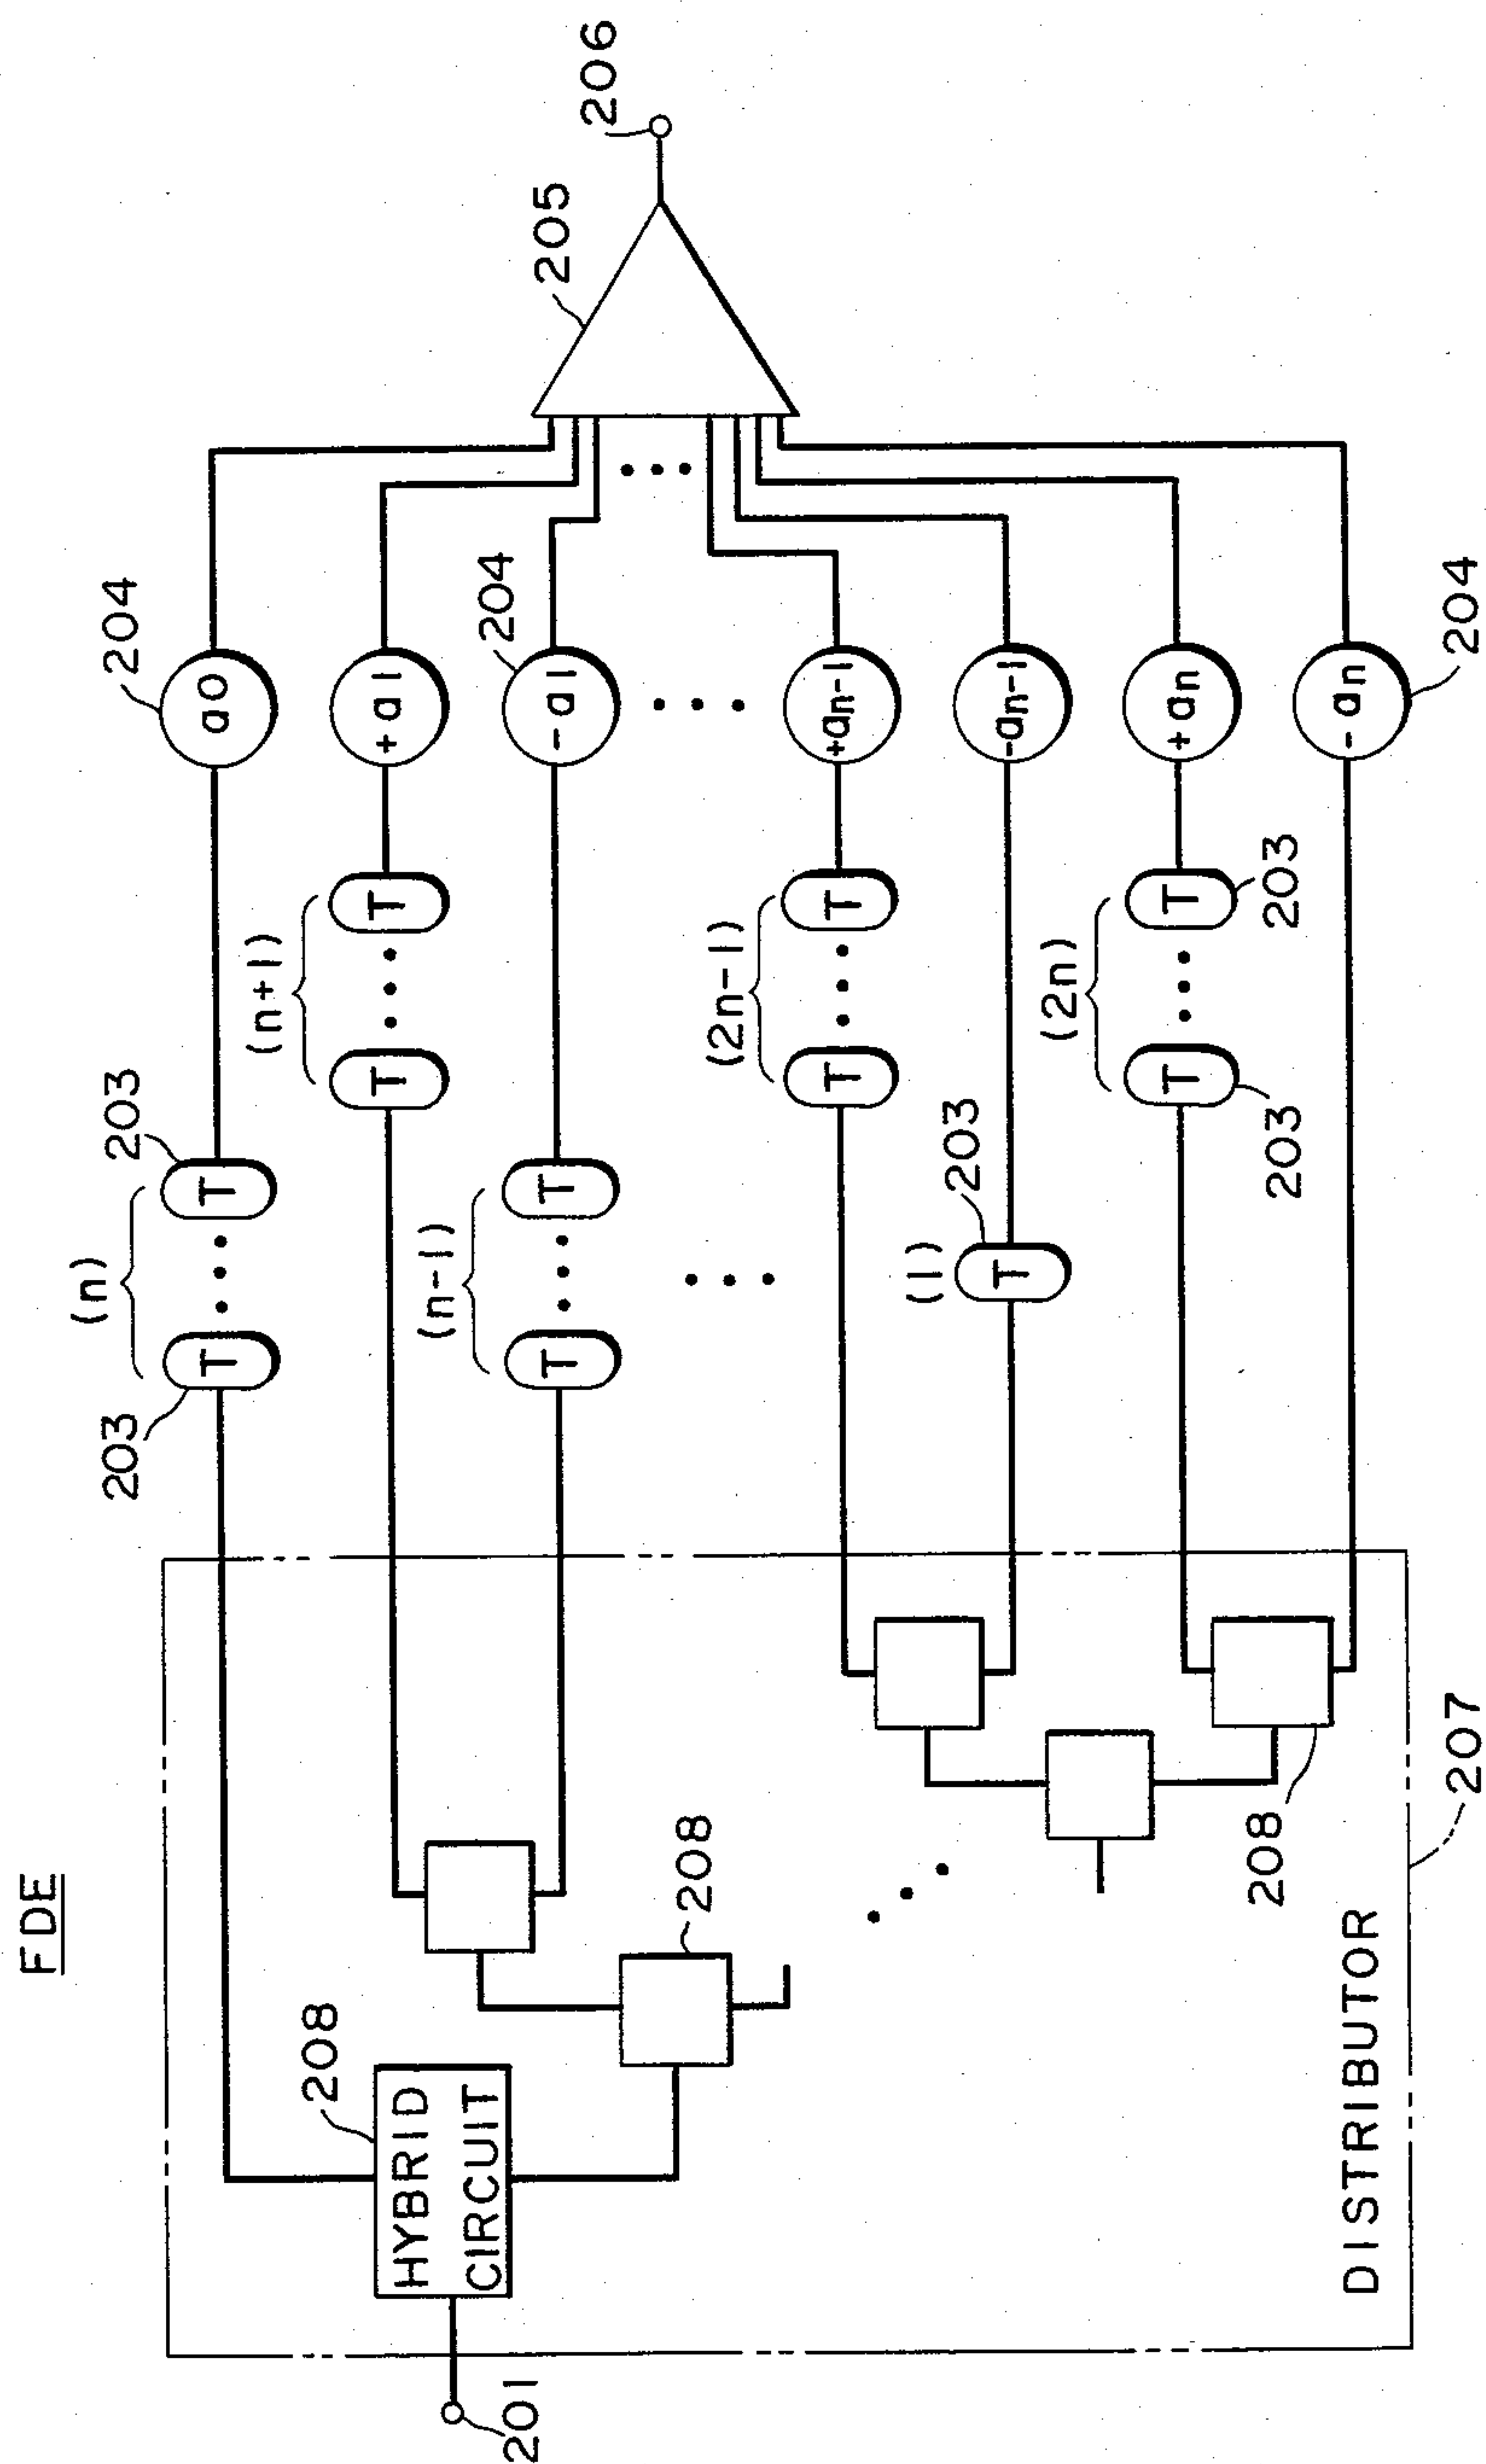 FDE
201
208
HYBRID
CIRCUIT
208
208
DISTRIBUTOR
207
203
(n)
203
T
...
T
204
a0
(n+1)
T
...
T
+a1
(n-1)
T
...
T
204
-a1
...
...
(2n-1)
T
...
T
+an-1
(1)
203
T
-an-1
(2n)
T
...
T
203
203
+an
204
-an
...
205
206